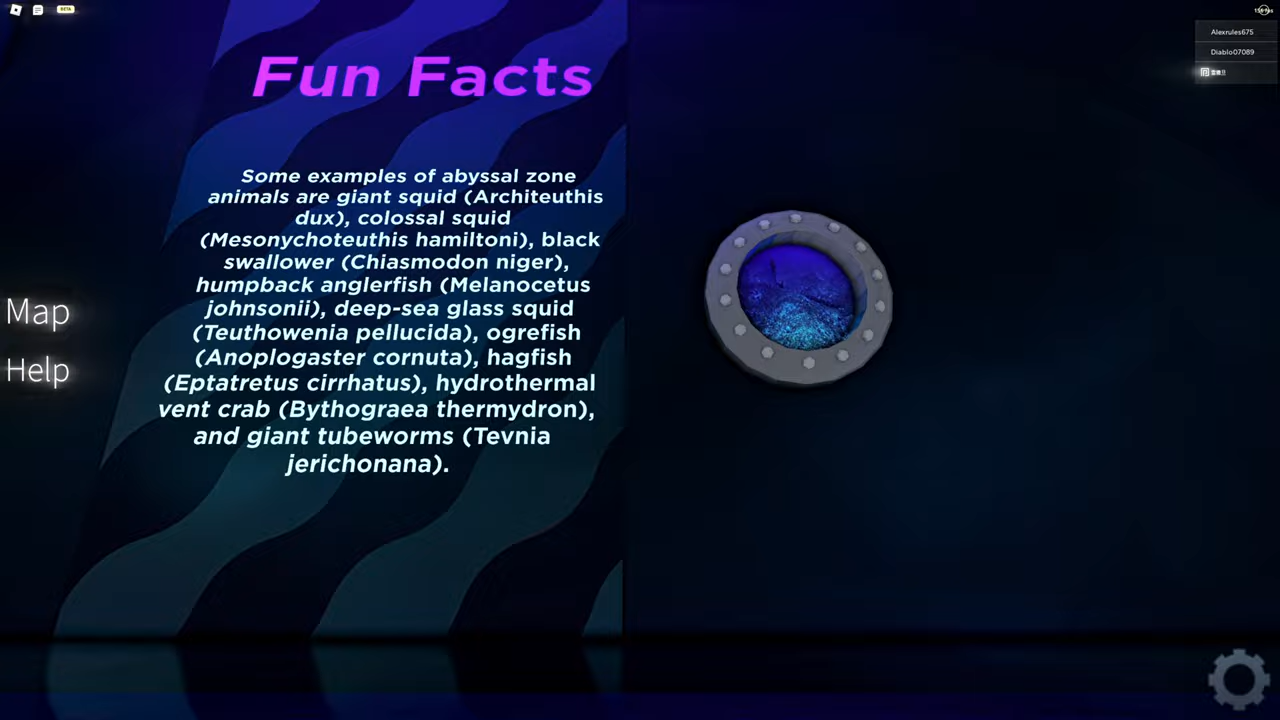 BETA
Alexrules675
Diablo07089
Fun Facts
Some examples of abyssal zone
animals are giant squid (Architeuthis
dux), colossal squid
(Mesonychoteuthis hamiltoni), black
swallower (Chiasmodon niger),
humpback anglerfish (Melanocetus
johnsonii), deep-sea glass squid
(Teuthowenia pellucida), ogrefish
(Anoplogaster cornuta), hagfish
(Eptatretus cirrhatus), hydrothermal
vent crab (Bythograea thermydron),
and giant tubeworms (Tevnia
jerichonana).
Map
Help